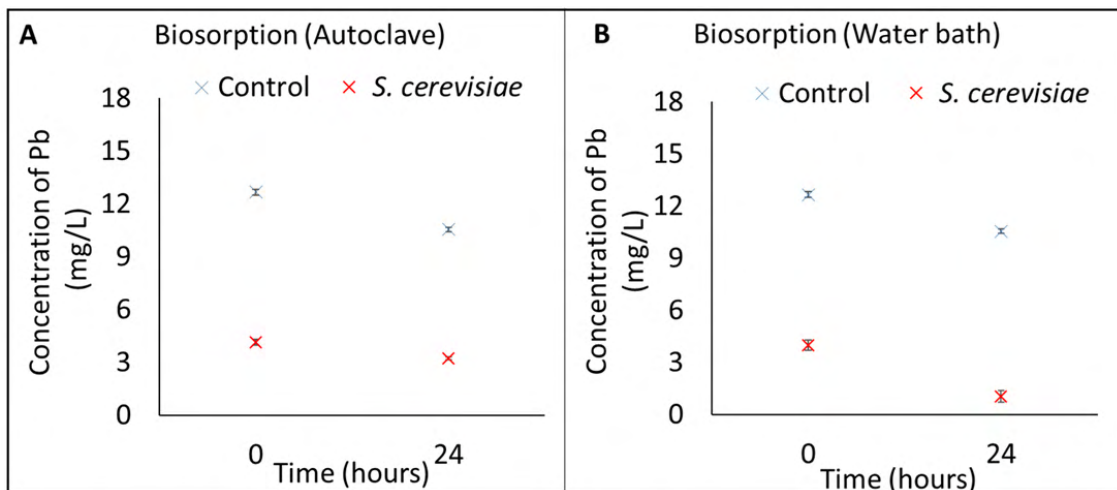 A Biosorption (Autoclave)
Control S. cerevisiae
Concentration of Pb
(mg/L)
18
15
12
9
6
3
0
0 24
Time (hours)
B Biosorption (Water bath)
Control S. cerevisiae
Concentration of Pb
(mg/L)
18
15
12
9
6
3
0
0 24
Time (hours)